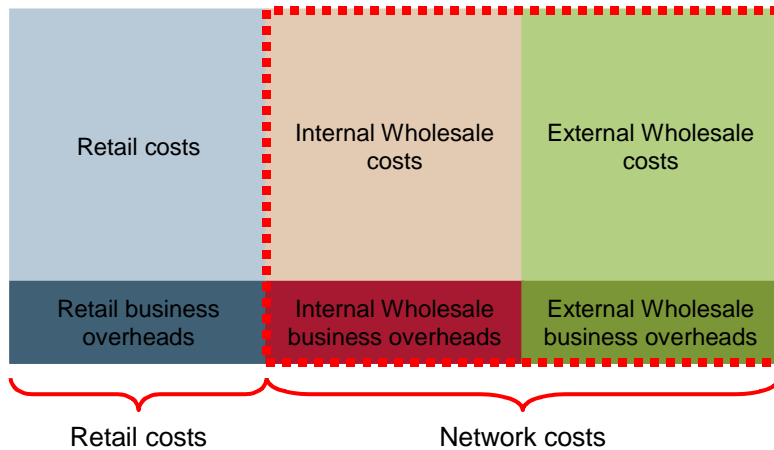 Retail costs
Internal Wholesale
costs
External Wholesale
costs
Retail business
overheads
Internal Wholesale
business overheads
External Wholesale
business overheads
Retail costs
Network costs